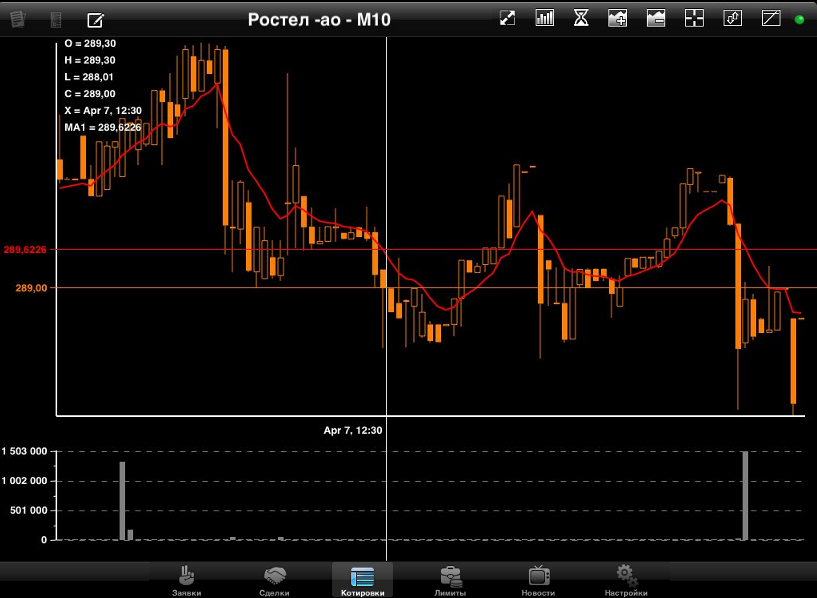 Ростел -ао - M10
O = 289,30
H = 289,30
L = 288,01
C = 289,00
X = Apr 7, 12:30
MA1 = 289,6226
289,6226
289,00
Apr 7, 12:30
1 503 000
1 002 000
501 000
0
Заявки Сделки Котировки Лимиты Новости Настройки